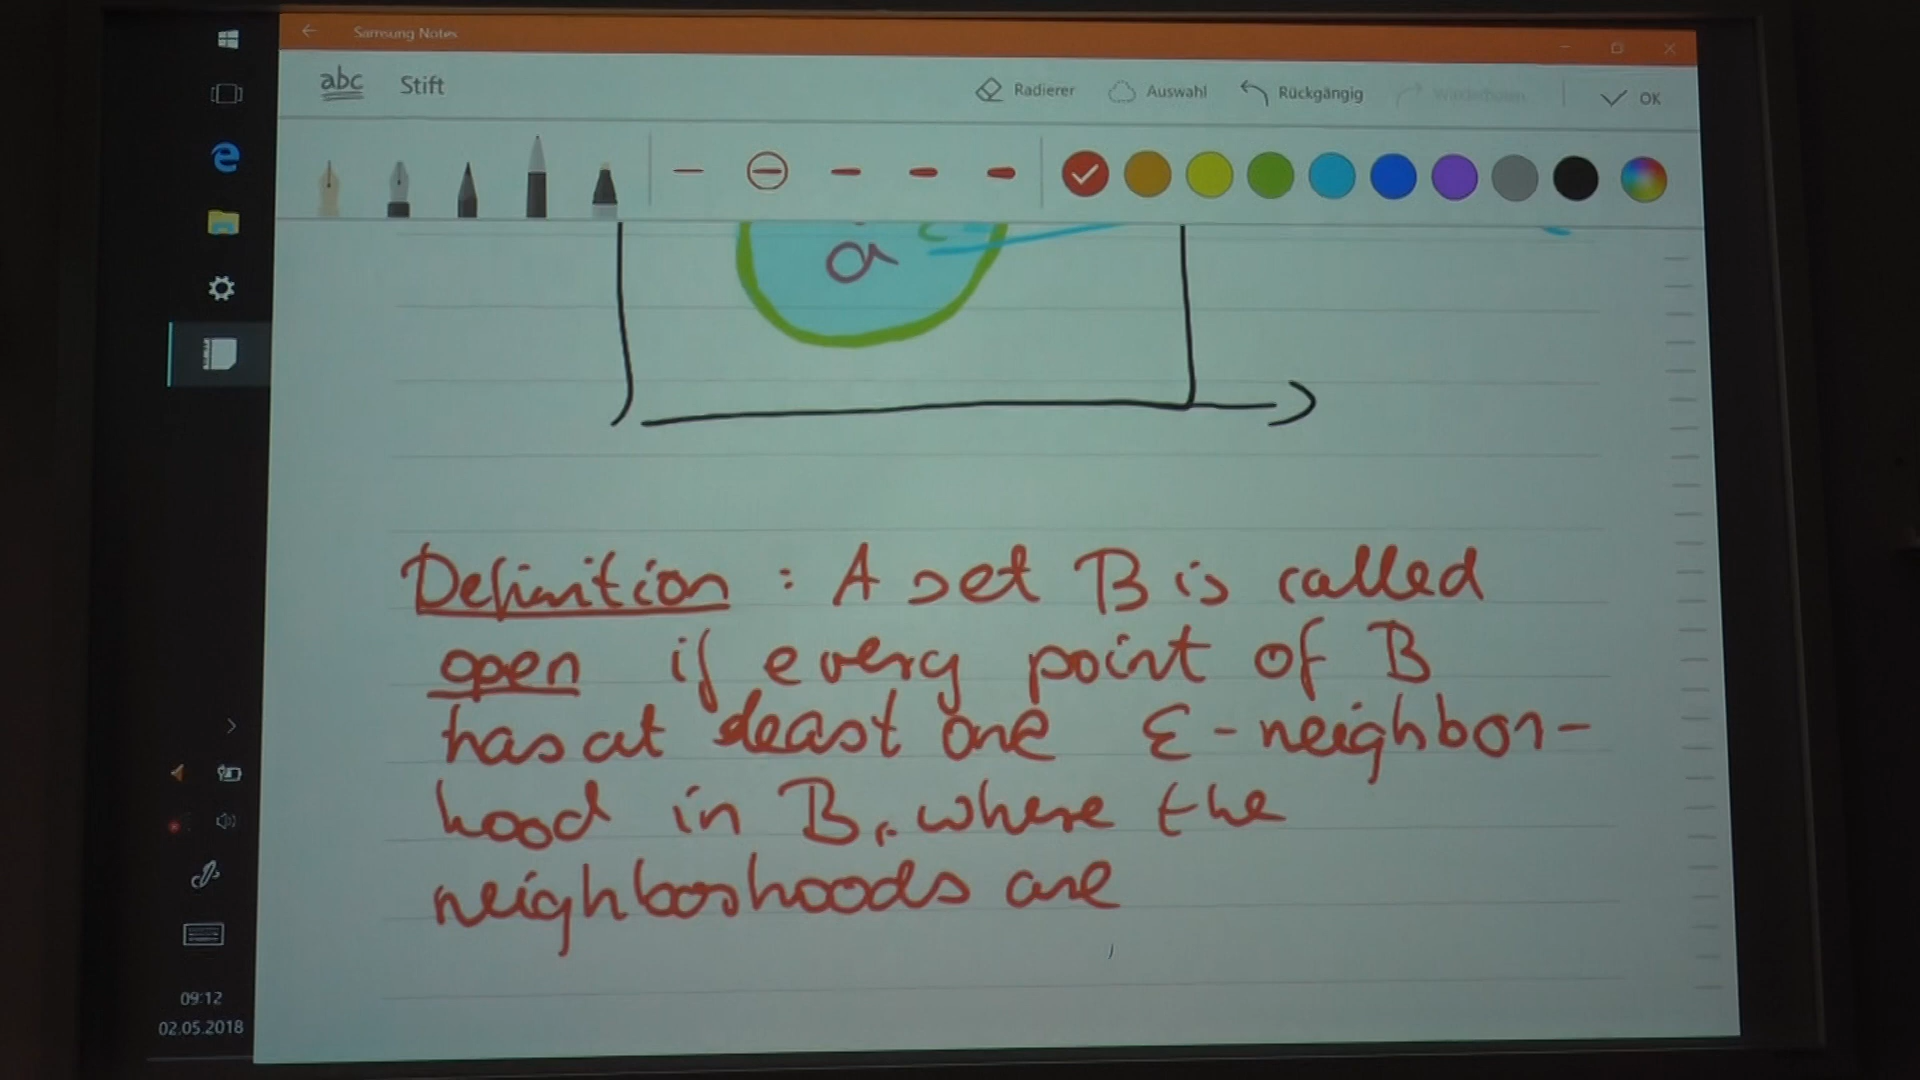 Samsung Notes
abc Stift Radierer Auswahl Rückgängig Wiederholen OK
a
Definition : A set B is called
open if every point of B
has at least one ε-neighbor-
hood in B, where the
neighborhoods are
09:12
02.05.2018